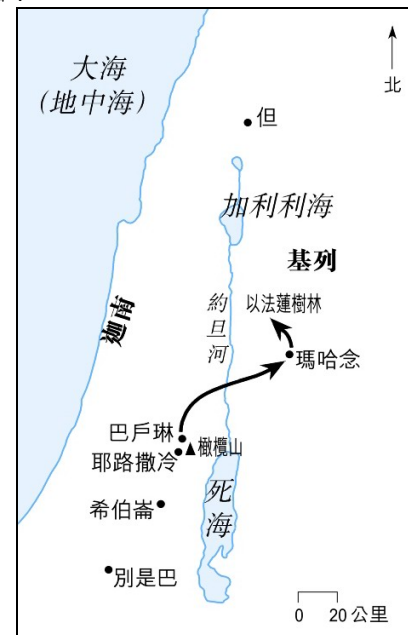 大海
(地中海)
北
但
加利利海
基列
迦南
約旦河
以法蓮樹林
瑪哈念
巴戶琳
橄欖山
耶路撒冷
希伯崙
死海
別是巴
0 20 公里